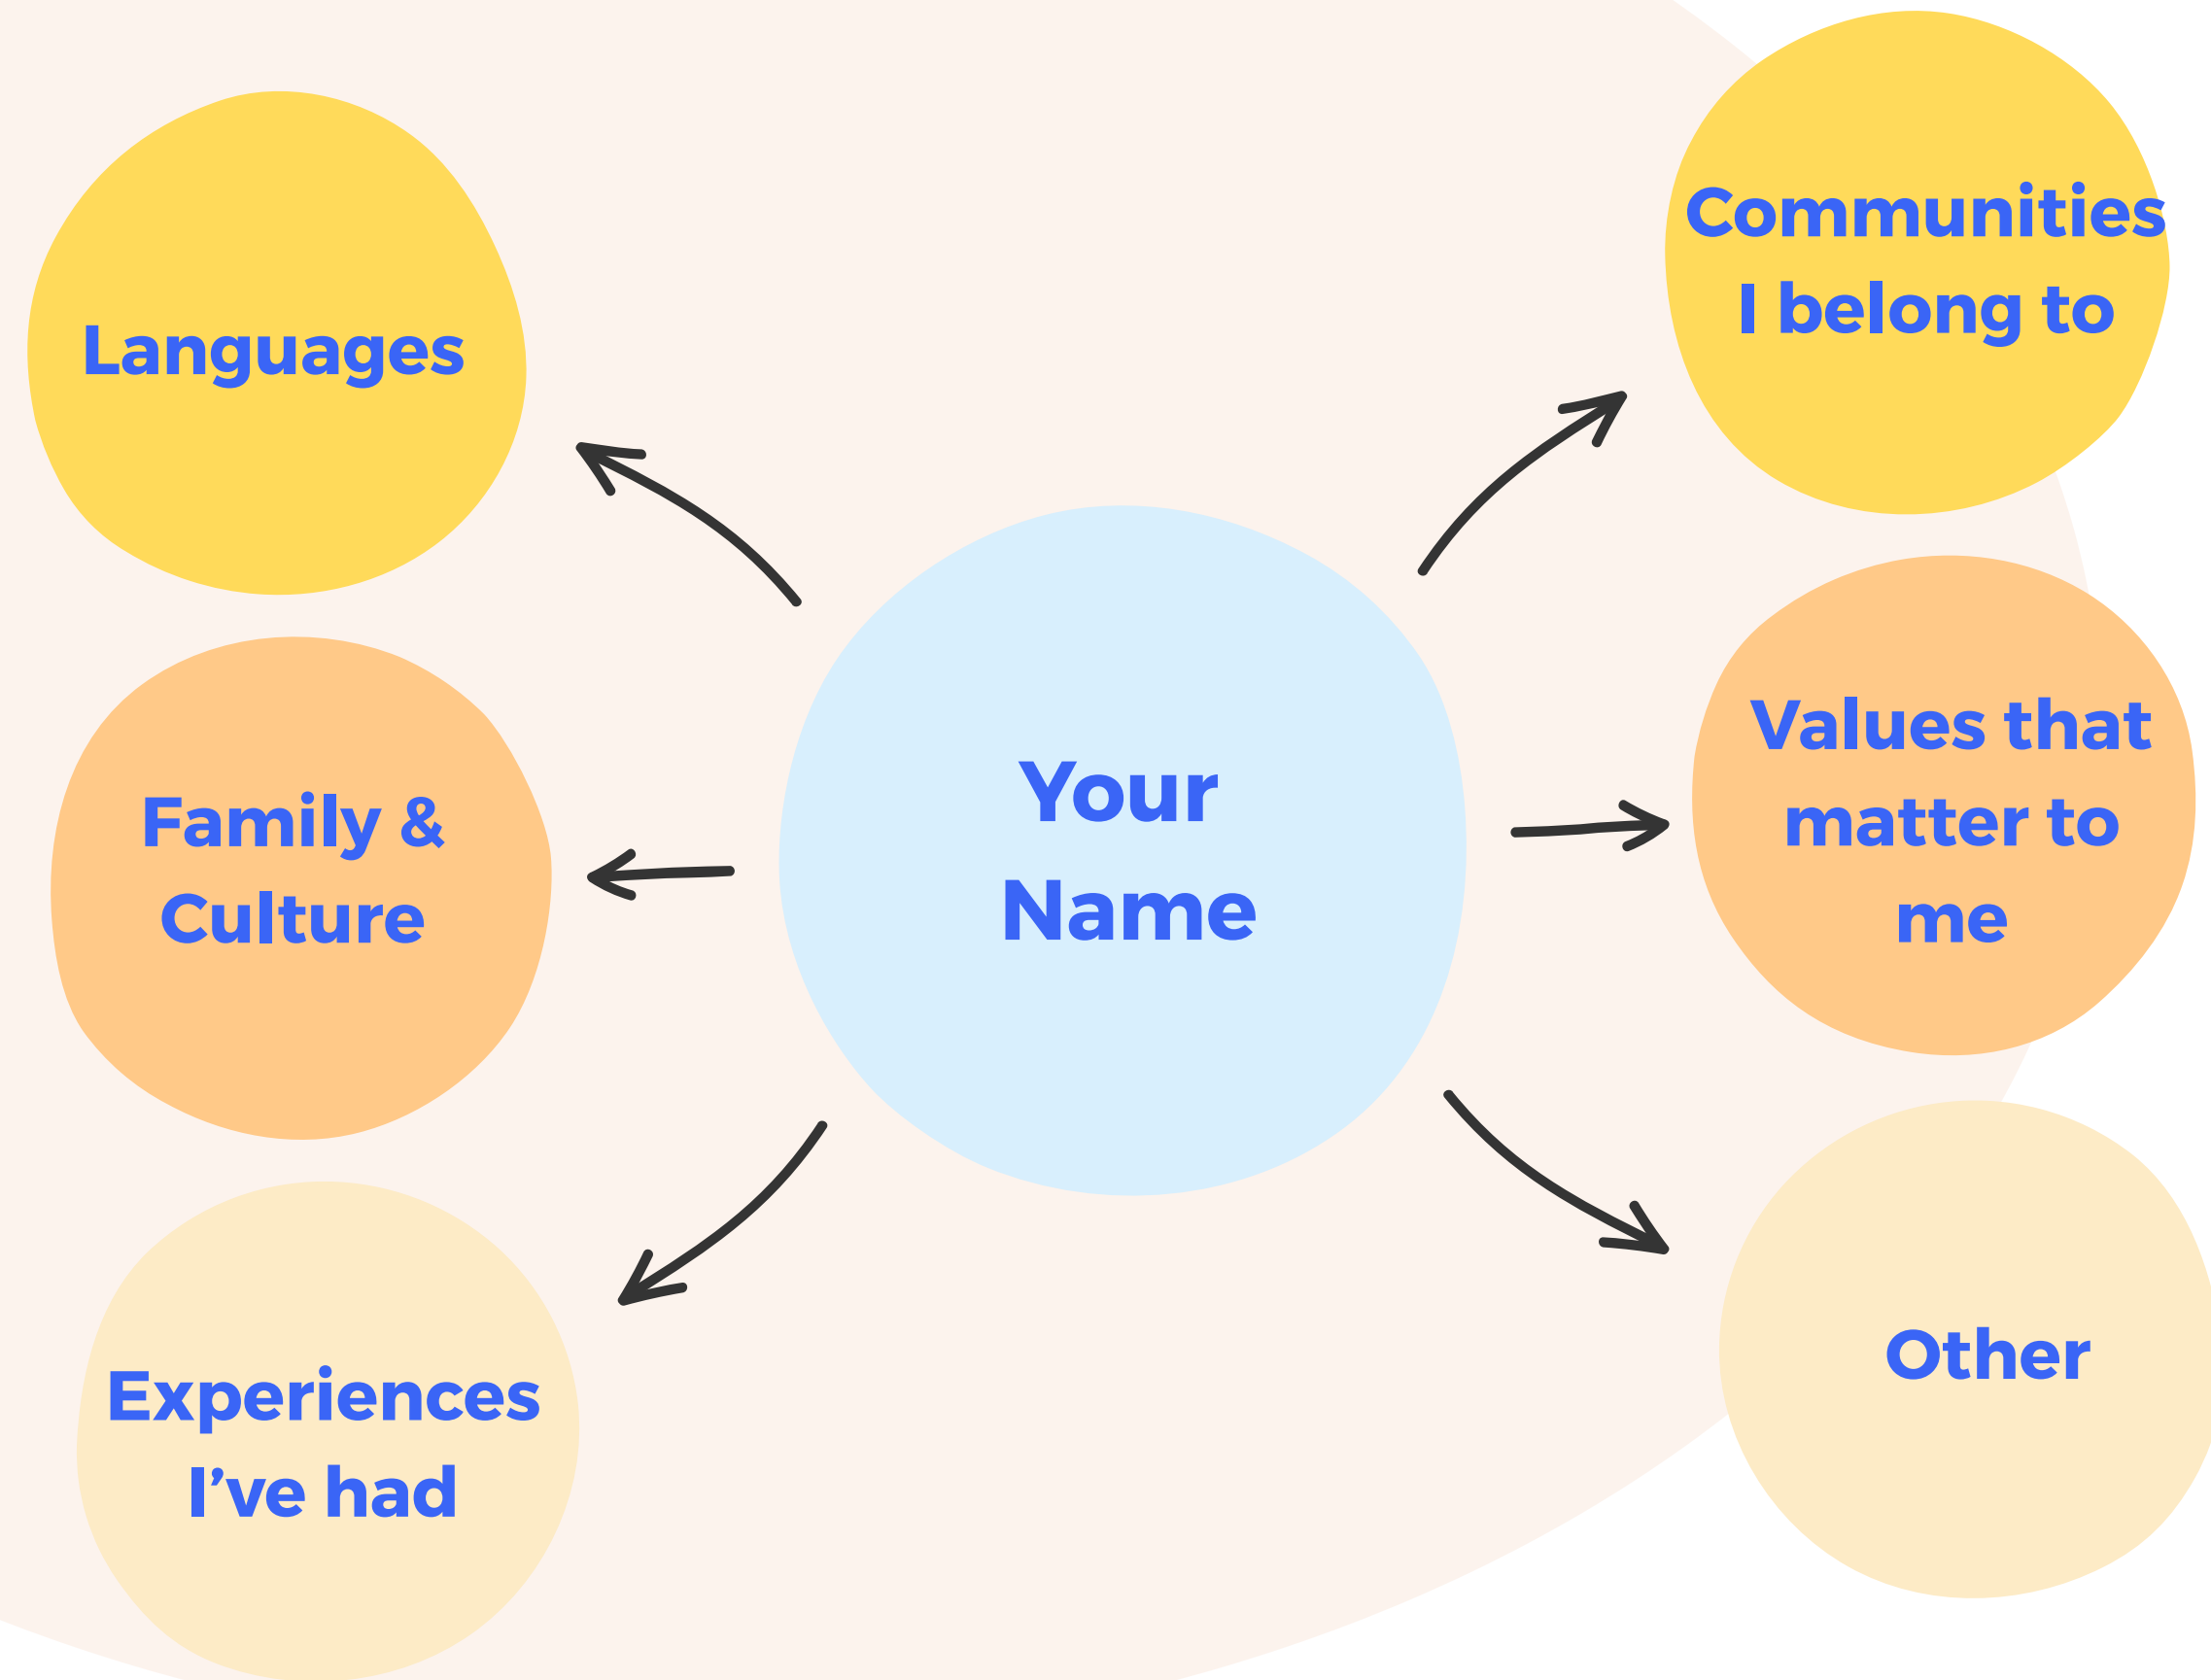 Languages
Family &
Culture
Experiences
I’ve had
Your
Name
Communities
I belong to
Values that
matter to
me
Other